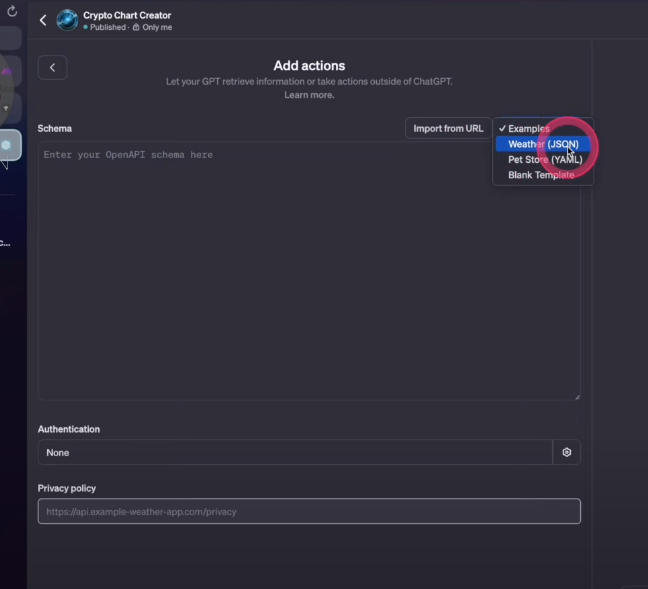 Crypto Chart Creator
Published · Only me
Add actions
Let your GPT retrieve information or take actions outside of ChatGPT.
Learn more.
Schema
Import from URL
✓ Examples
Weather (JSON)
Pet Store (YAML)
Blank Template
Enter your OpenAPI schema here
Authentication
None
Privacy policy
https://api.example-weather-app.com/privacy